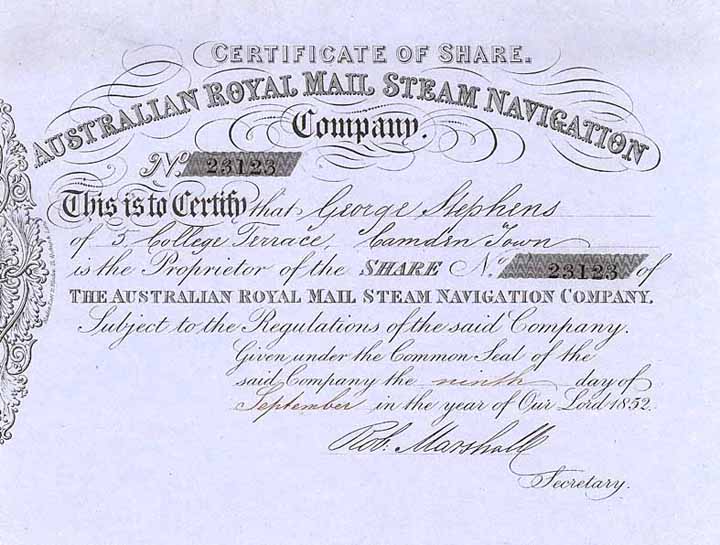 CERTIFICATE OF SHARE.
AUSTRALIAN ROYAL MAIL STEAM NAVIGATION
Company.
No. 23123
This is to Certify that George Stephens
of 5 College Terrace, Camden Town
is the Proprietor of the SHARE No. 23123 of
THE AUSTRALIAN ROYAL MAIL STEAM NAVIGATION COMPANY.
Subject to the Regulations of the said Company.
Given under the Common Seal of the
said Company the ninth day of
September in the year of Our Lord 1852.
Rob. Marshall
Secretary.